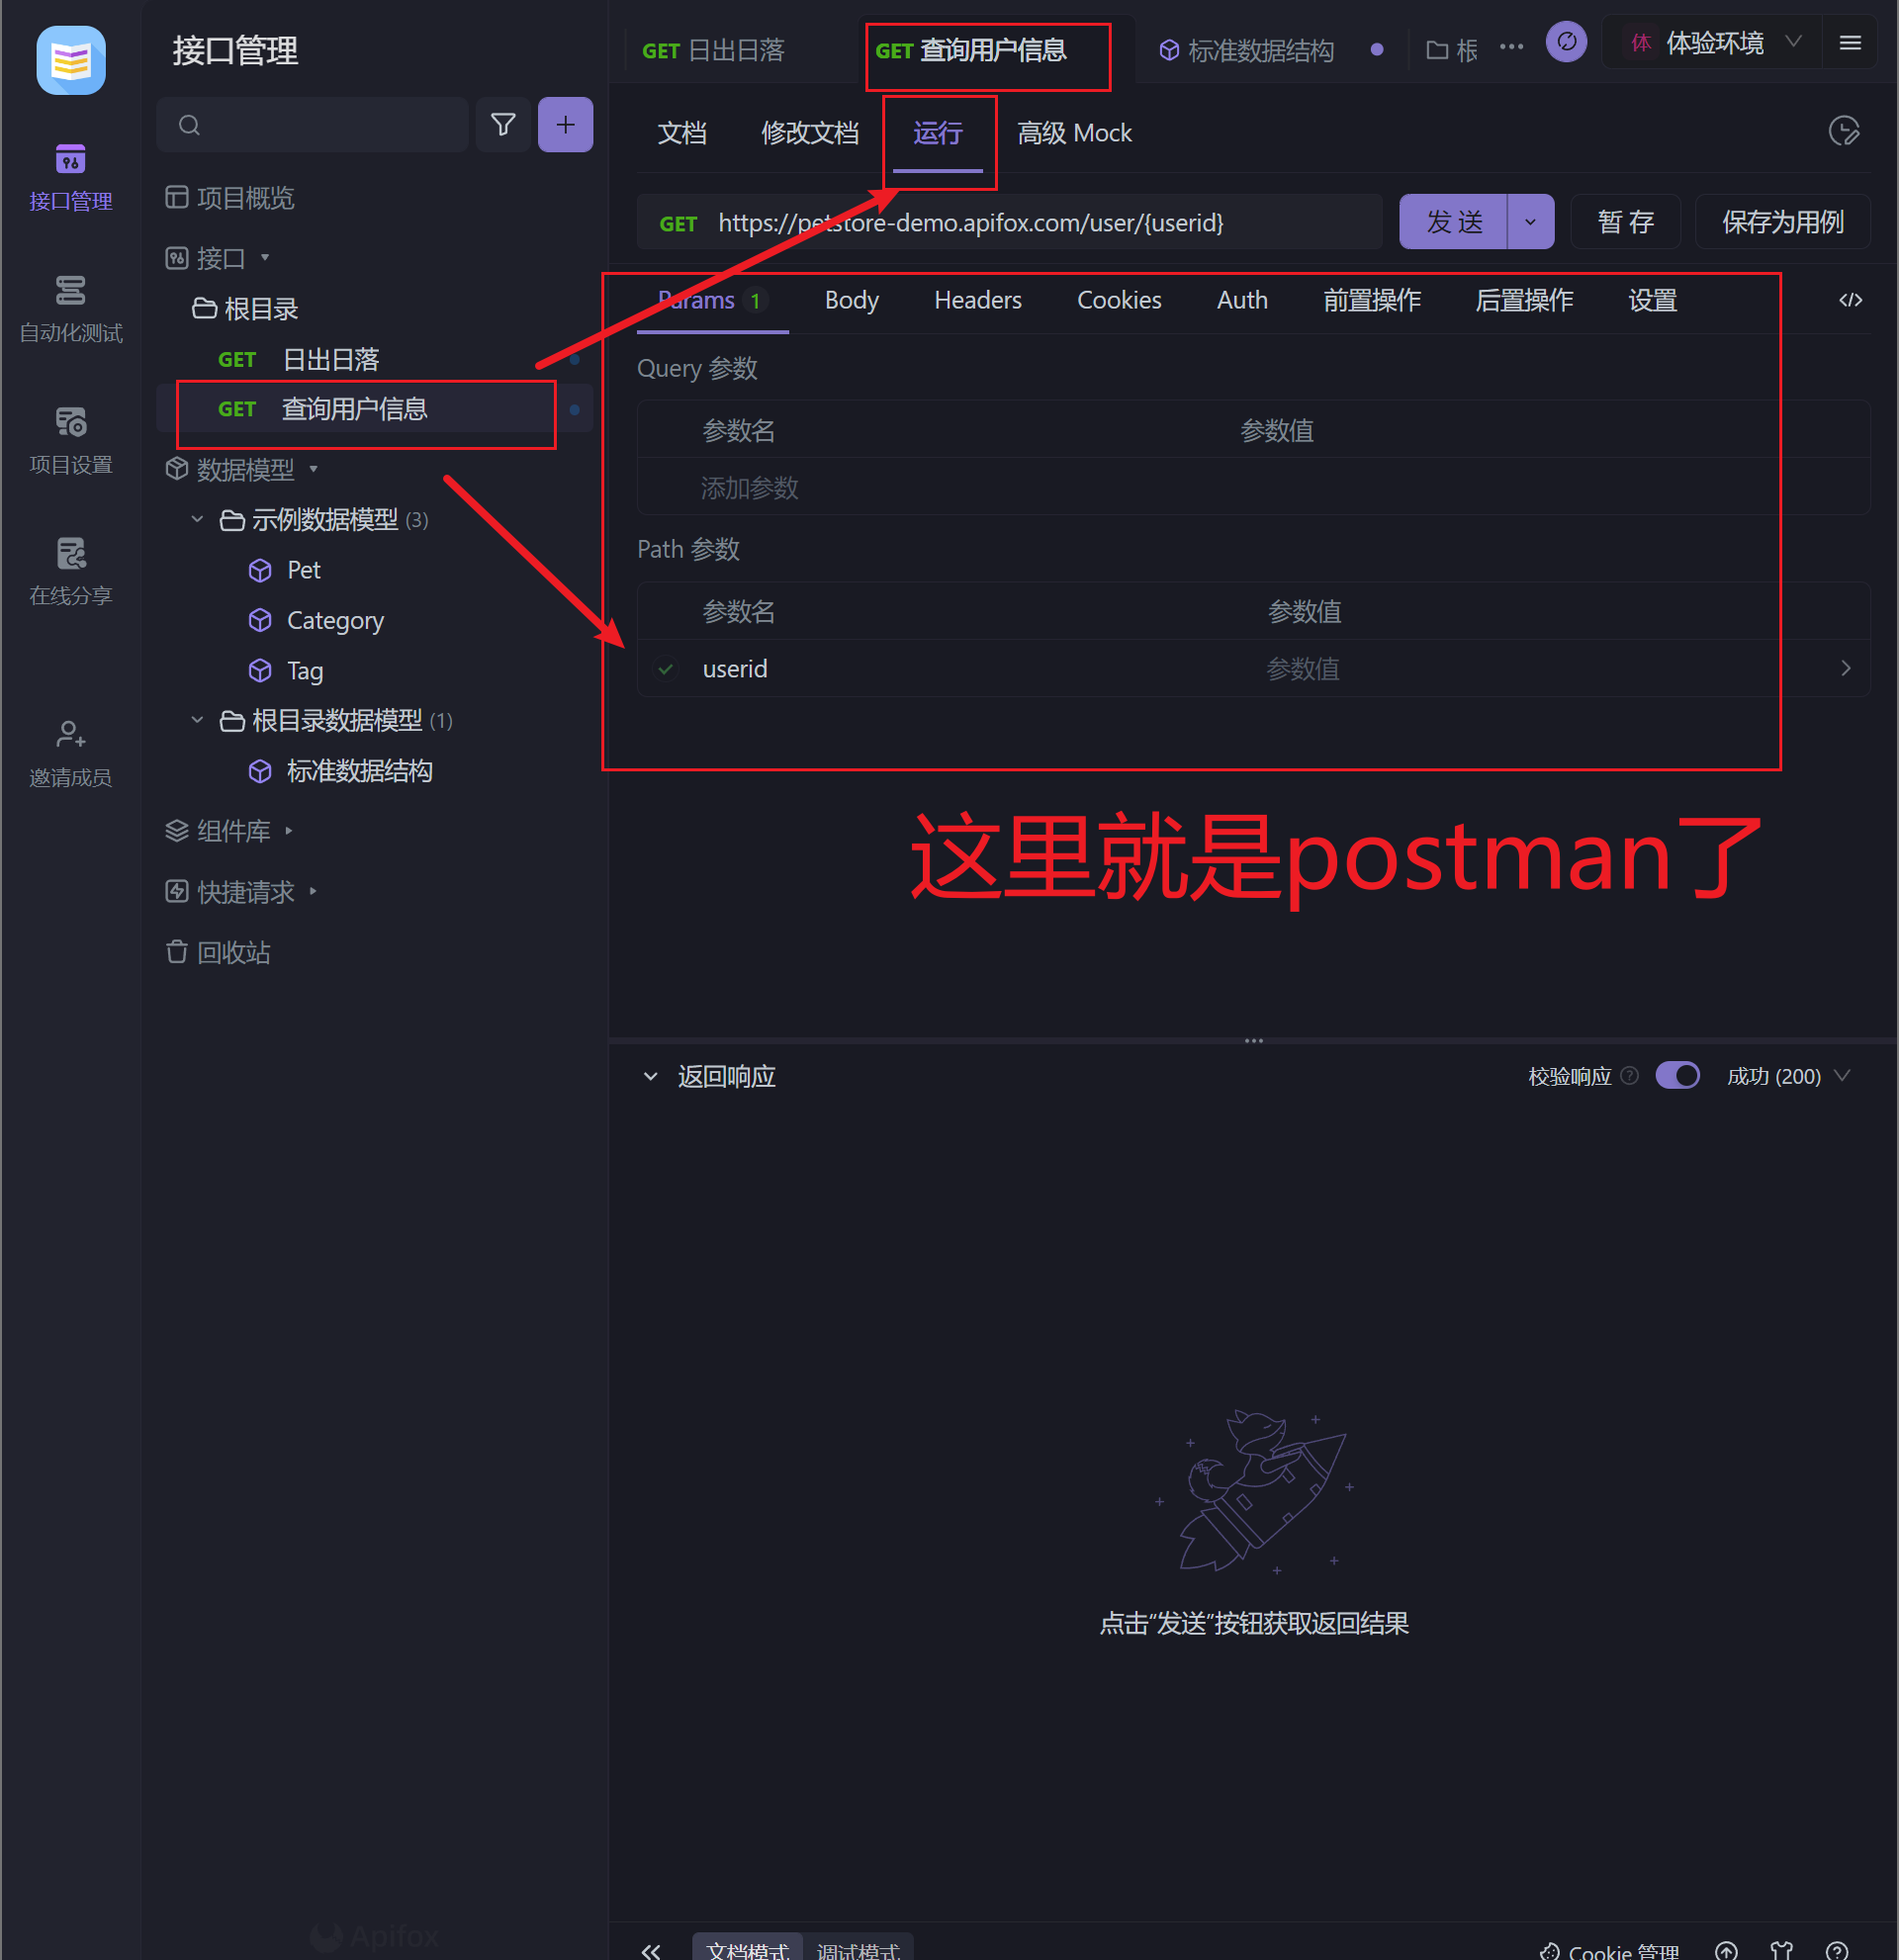 接口管理
项目概览
接口
根目录
GET 日出日落
GET 查询用户信息
数据模型
示例数据模型 (3)
Pet
Category
Tag
根目录数据模型 (1)
标准数据结构
组件库
快捷请求
回收站
Apifox
接口管理
自动化测试
项目设置
在线分享
邀请成员
GET 日出日落
GET 查询用户信息
标准数据结构
根
体 体验环境
文档 修改文档 运行 高级 Mock
GET https://petstore-demo.apifox.com/user/{userid}
发 送
暂 存
保存为用例
Params 1 Body Headers Cookies Auth 前置操作 后置操作 设置
Query 参数
参数名 参数值
添加参数
Path 参数
参数名 参数值
userid 参数值
这里就是postman了
返回响应
校验响应 成功 (200)
点击“发送”按钮获取返回结果
文档模式 调试模式
Cookie 管理